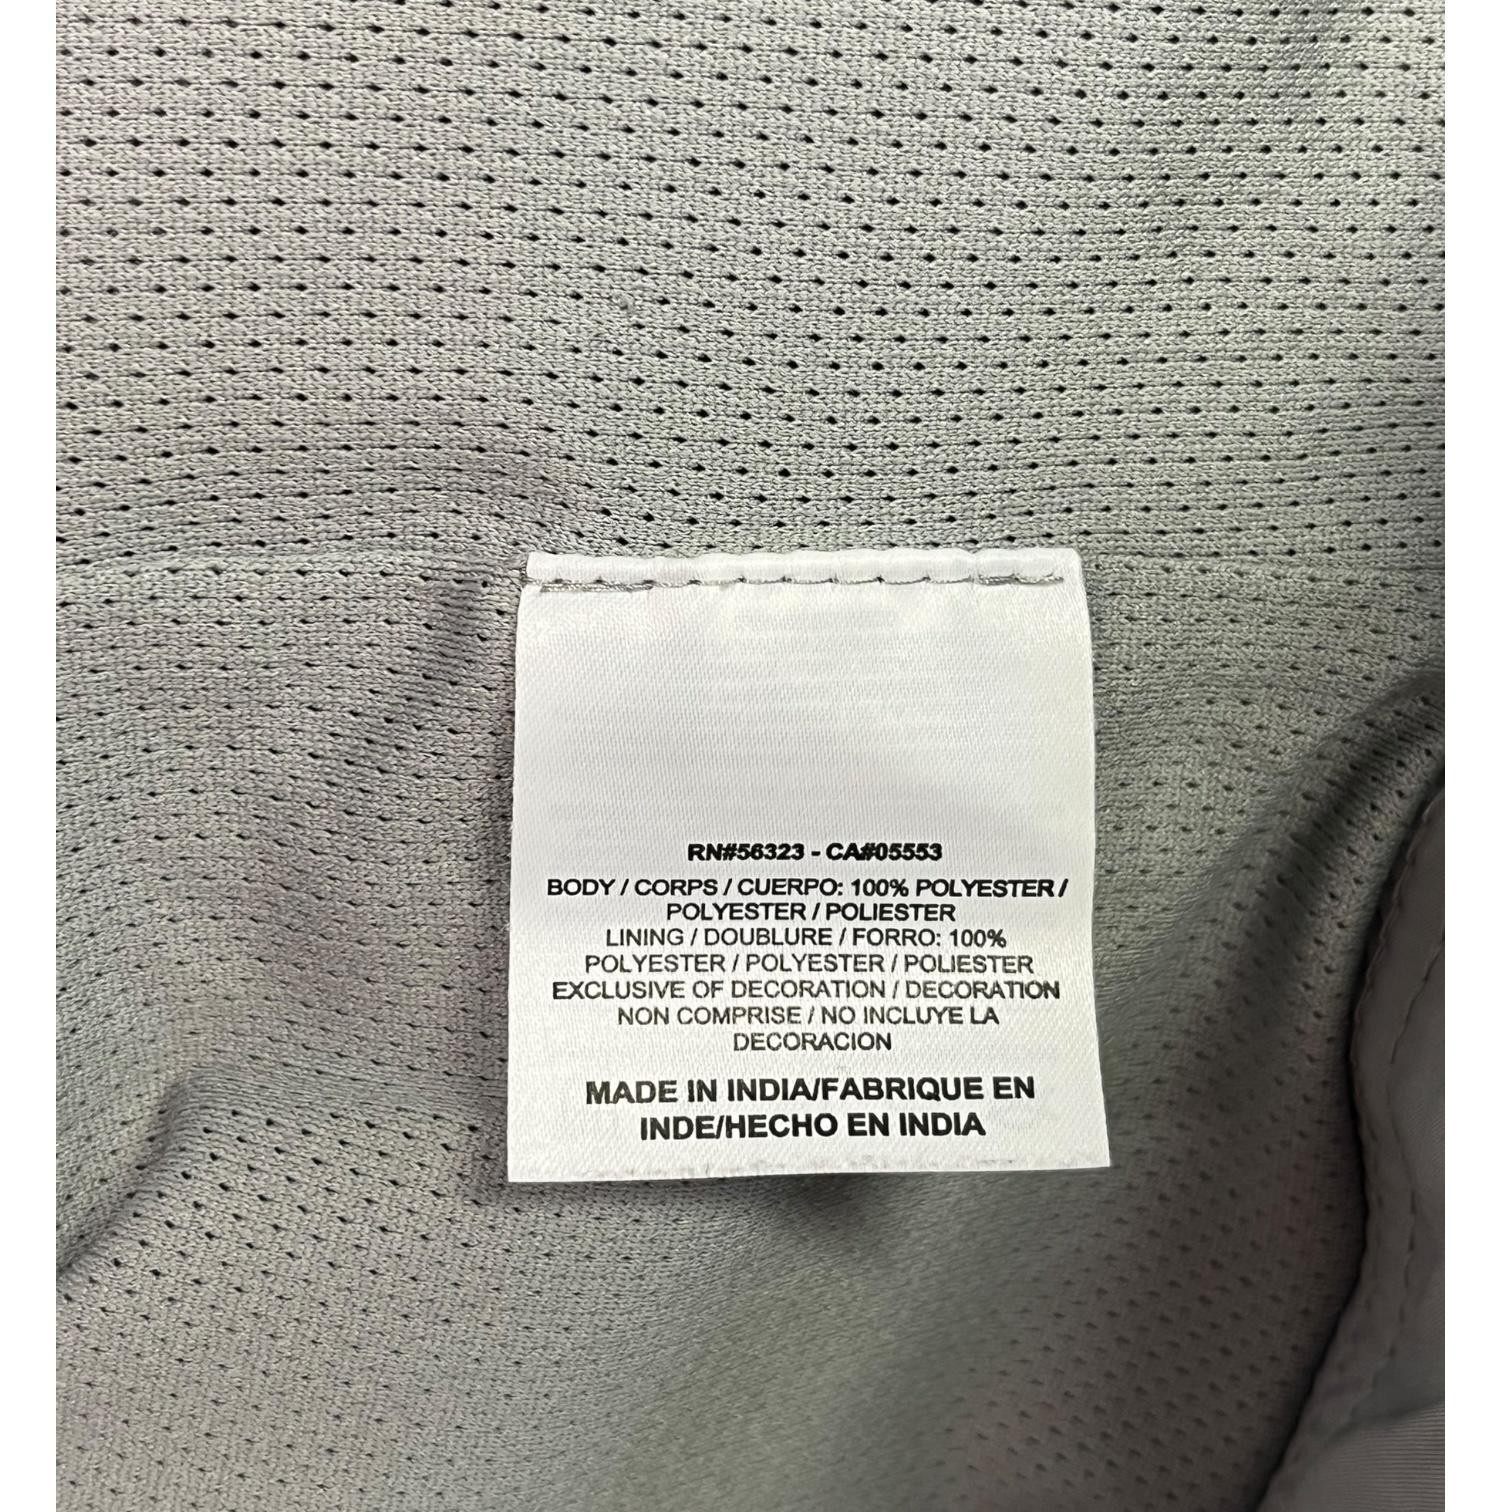 RN#56323 - CA#05553
BODY / CORPS / CUERPO: 100% POLYESTER /
POLYESTER / POLIESTER
LINING / DOUBLURE / FORRO: 100%
POLYESTER / POLYESTER / POLIESTER
EXCLUSIVE OF DECORATION / DECORATION
NON COMPRISE / NO INCLUYE LA
DECORACION
MADE IN INDIA/FABRIQUE EN
INDE/HECHO EN INDIA